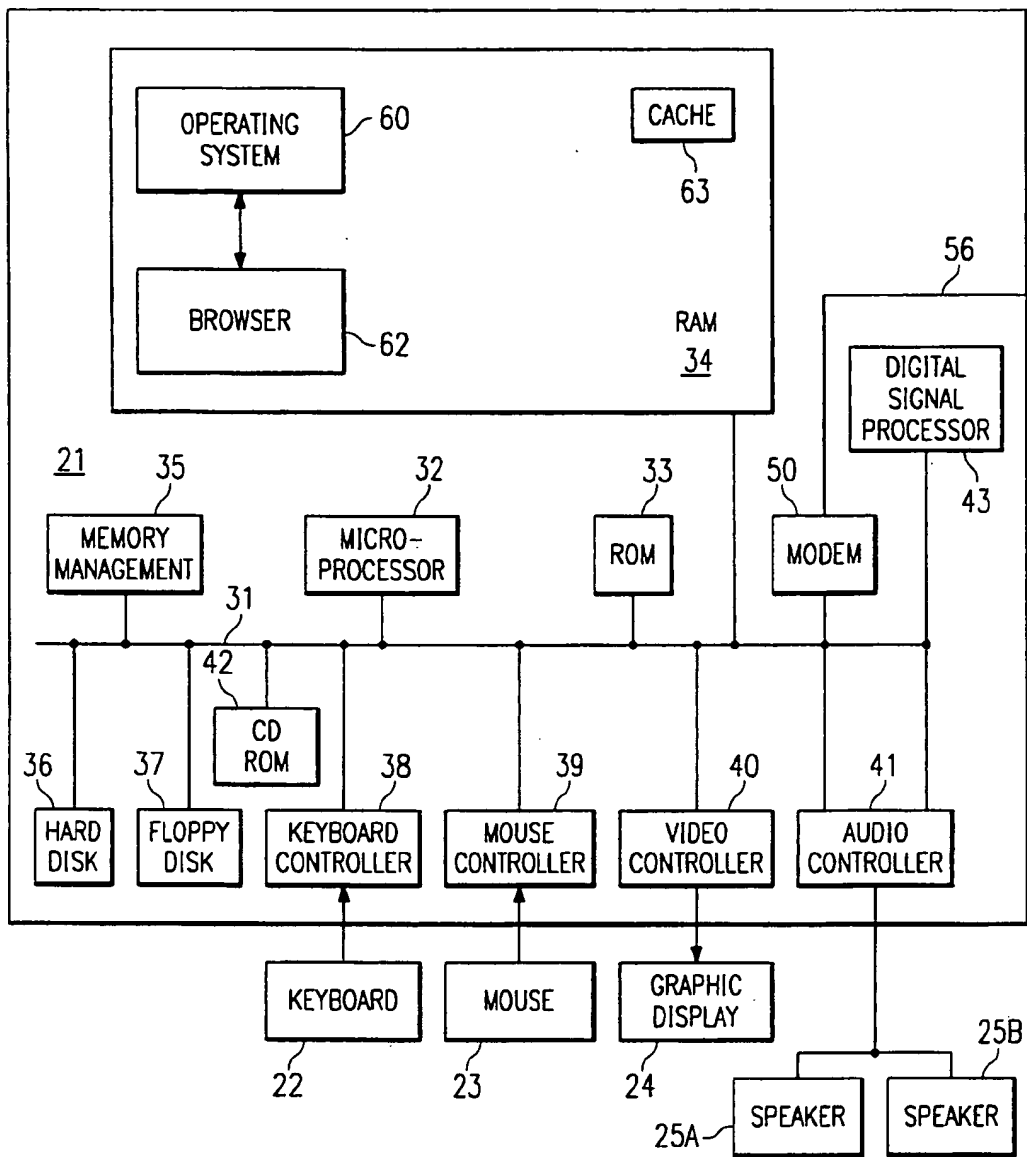 OPERATING
SYSTEM
60
CACHE
63
BROWSER
62
RAM
34
56
DIGITAL
SIGNAL
PROCESSOR
43
21
35
MEMORY
MANAGEMENT
32
MICRO-
PROCESSOR
33
ROM
50
MODEM
31
42
CD
ROM
36
HARD
DISK
37
FLOPPY
DISK
38
KEYBOARD
CONTROLLER
39
MOUSE
CONTROLLER
40
VIDEO
CONTROLLER
41
AUDIO
CONTROLLER
KEYBOARD
22
MOUSE
23
GRAPHIC
DISPLAY
24
25A
SPEAKER
25B
SPEAKER